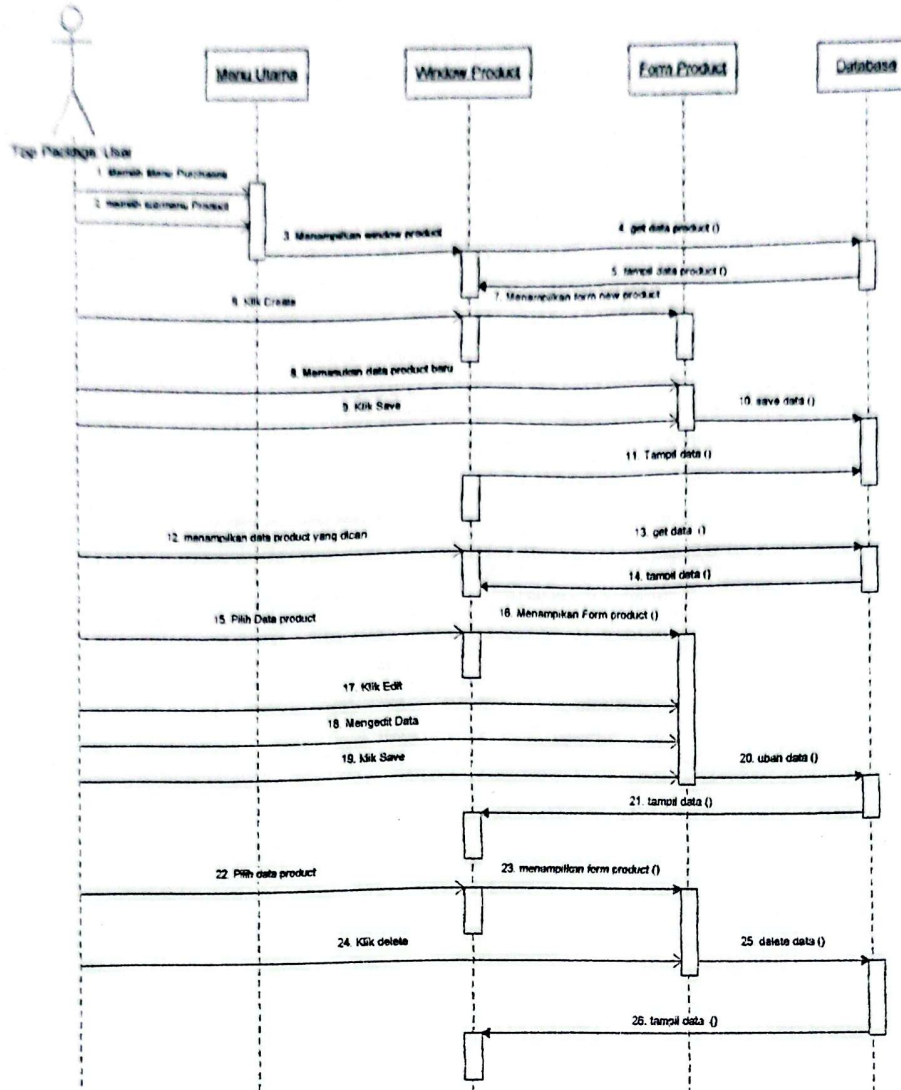 Menu Utama
Window Product
Form Product
Database
Top Package: User
1. Memilih Menu Purchases
2. memilih submenu Product
3. Menampilkan window product
4. get data product ()
5. tampil data product ()
6. Klik Create
7. Menampilkan form new product
8. Memasukan data product baru
9. Klik Save
10. save data ()
11. Tampil data ()
12. menampilkan data product yang dicari
13. get data ()
14. tampil data ()
15. Pilih Data product
16. Menampikan Form product ()
17. Klik Edit
18. Mengedit Data
19. Klik Save
20. ubah data ()
21. tampil data ()
22. Pilih data product
23. menampilkan form product ()
24. Klik delete
25. delete data ()
26. tampil data ()